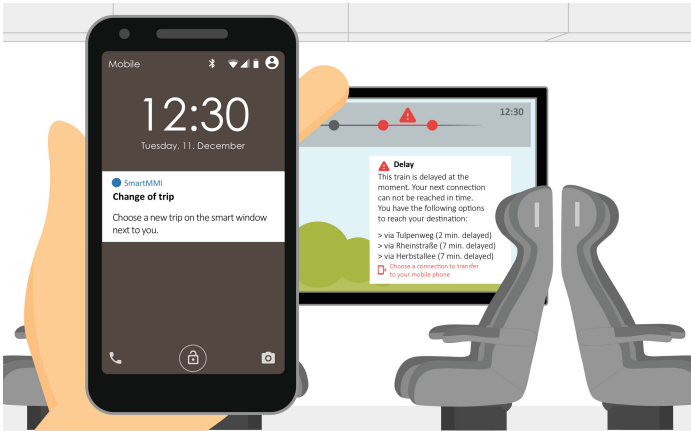 Mobile
12:30
Tuesday, 11. December
SmartMMI
Change of trip
Choose a new trip on the smart window
next to you.
12:30
Delay
This train is delayed at the
moment. Your next connection
can not be reached in time.
You have the following options
to reach your destination:
> via Tulpenweg (2 min. delayed)
> via Rheinstraße (7 min. delayed)
> via Herbstallee (7 min. delayed)
Choose a connection to transfer
to your mobile phone